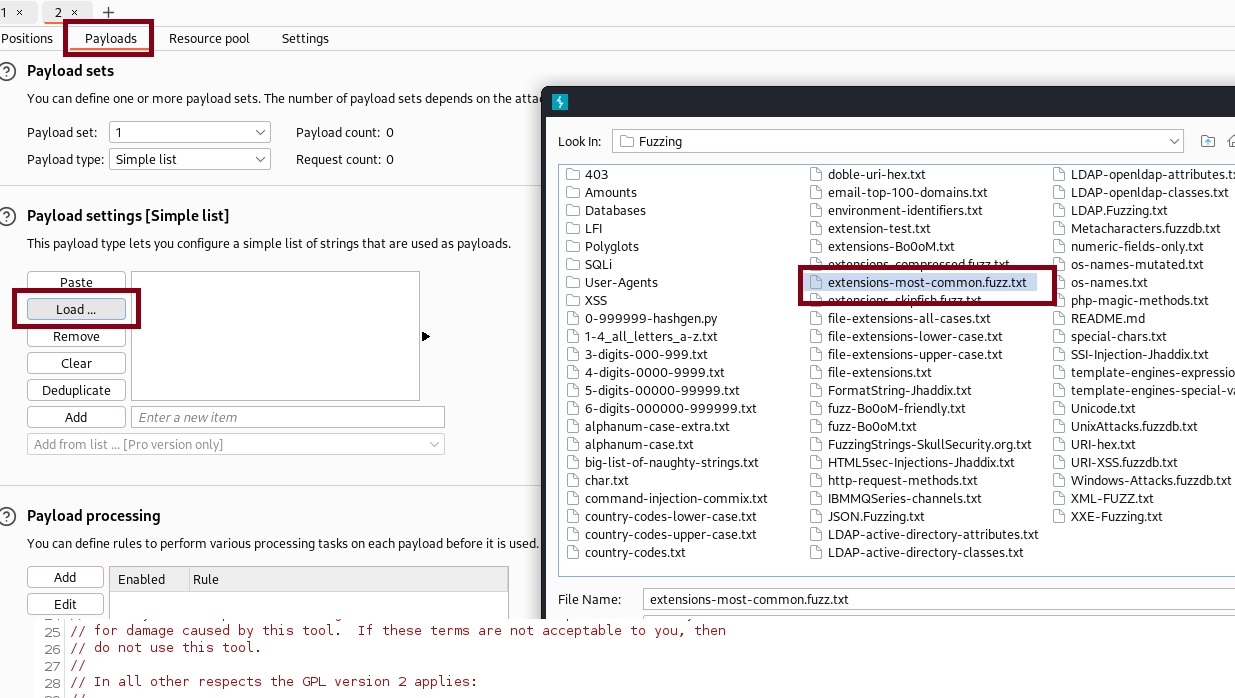 1 × 2 × +
Positions Payloads Resource pool Settings
Payload sets
You can define one or more payload sets. The number of payload sets depends on the
Payload set: 1 Payload count: 0
Payload type: Simple list Request count: 0
Payload settings [Simple list]
This payload type lets you configure a simple list of strings that are used as payloads.
Paste
Load ...
Remove
Clear
Deduplicate
Add Enter a new item
Add from list ... [Pro version only]
Payload processing
You can define rules to perform various processing tasks on each payload before it is used.
Add Enabled Rule
Edit
Look In: Fuzzing
403
Amounts
Databases
LFI
Polyglots
SQLi
User-Agents
XSS
0-999999-hashgen.py
1-4_all_letters_a-z.txt
3-digits-000-999.txt
4-digits-0000-9999.txt
5-digits-00000-99999.txt
6-digits-000000-999999.txt
alphanum-case-extra.txt
alphanum-case.txt
big-list-of-naughty-strings.txt
char.txt
command-injection-commix.txt
country-codes-lower-case.txt
country-codes-upper-case.txt
country-codes.txt
doble-uri-hex.txt
email-top-100-domains.txt
environment-identifiers.txt
extension-test.txt
extensions-Bo0oM.txt
extensions-compressed.fuzz.txt
extensions-most-common.fuzz.txt
extensions-skipfish.fuzz.txt
file-extensions-all-cases.txt
file-extensions-lower-case.txt
file-extensions-upper-case.txt
file-extensions.txt
FormatString-Jhaddix.txt
fuzz-Bo0oM-friendly.txt
fuzz-Bo0oM.txt
FuzzingStrings-SkullSecurity.org.txt
HTML5sec-Injections-Jhaddix.txt
http-request-methods.txt
IBMMQSeries-channels.txt
JSON.Fuzzing.txt
LDAP-active-directory-attributes.txt
LDAP-active-directory-classes.txt
LDAP-openldap-attributes.t
LDAP-openldap-classes.txt
LDAP.Fuzzing.txt
Metacharacters.fuzzdb.txt
numeric-fields-only.txt
os-names-mutated.txt
os-names.txt
php-magic-methods.txt
README.md
special-chars.txt
SSI-Injection-Jhaddix.txt
template-engines-expressio
template-engines-special-va
Unicode.txt
UnixAttacks.fuzzdb.txt
URI-hex.txt
URI-XSS.fuzzdb.txt
Windows-Attacks.fuzzdb.txt
XML-FUZZ.txt
XXE-Fuzzing.txt
File Name: extensions-most-common.fuzz.txt
25 // for damage caused by this tool. If these terms are not acceptable to you, then
26 // do not use this tool.
27 //
28 // In all other respects the GPL version 2 applies: